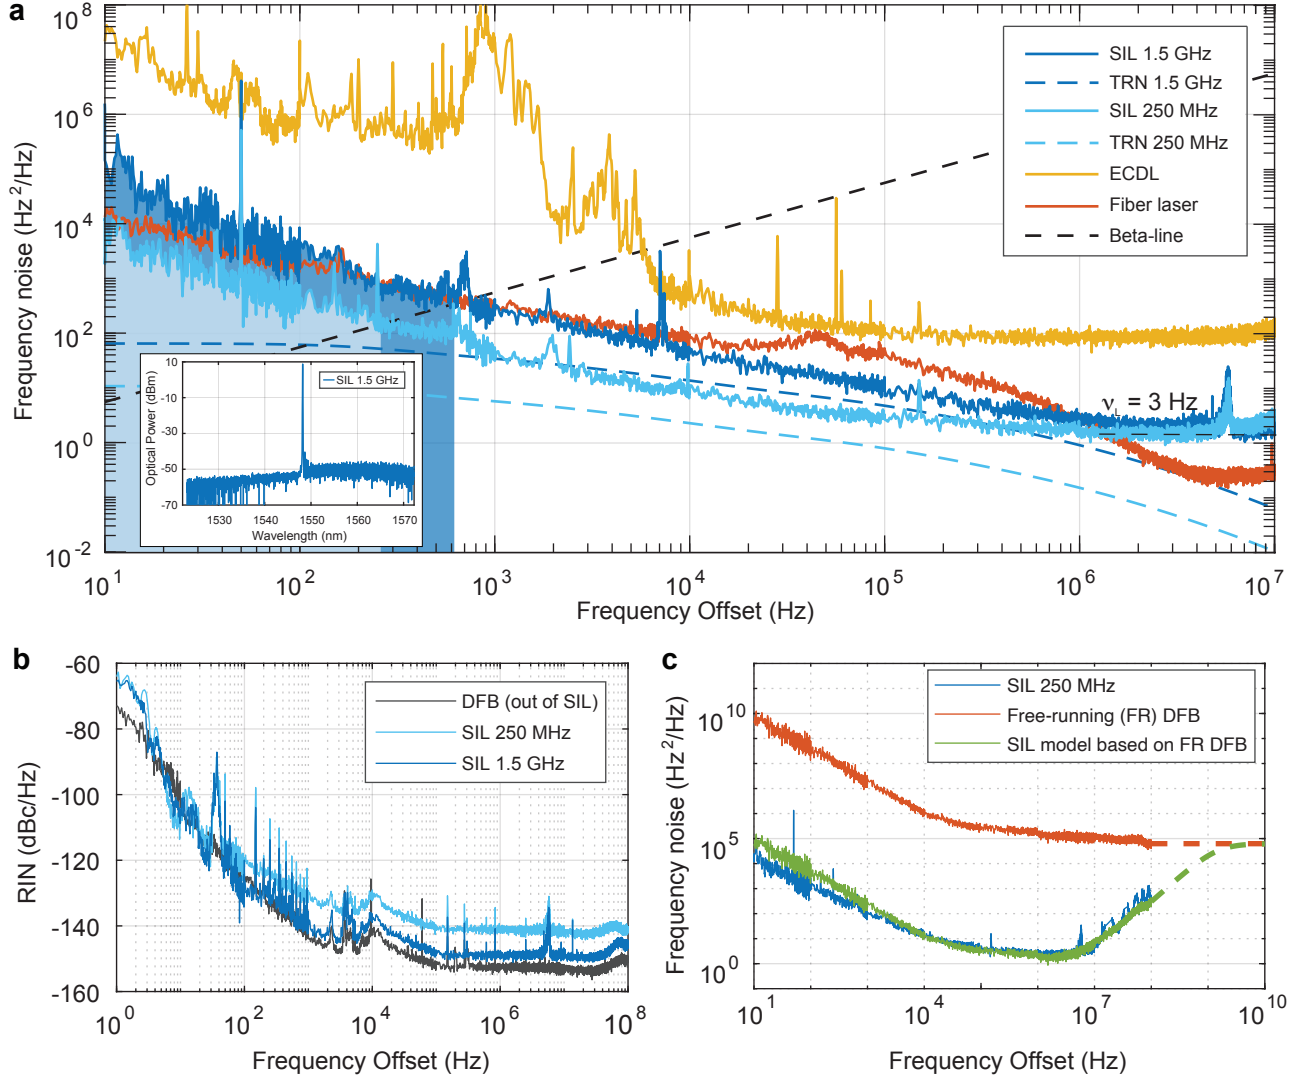 a
10^8
10^6
10^4
10^2
10^0
10^-2
Frequency noise (Hz^2/Hz)
SIL 1.5 GHz
TRN 1.5 GHz
SIL 250 MHz
TRN 250 MHz
ECDL
Fiber laser
Beta-line
ν_L = 3 Hz
10
-10
-30
-50
-70
Optical Power (dBm)
SIL 1.5 GHz
1530 1540 1550 1560 1570
Wavelength (nm)
10^1 10^2 10^3 10^4 10^5 10^6 10^7
Frequency Offset (Hz)
b
-60
-80
-100
-120
-140
-160
RIN (dBc/Hz)
DFB (out of SIL)
SIL 250 MHz
SIL 1.5 GHz
10^0 10^2 10^4 10^6 10^8
Frequency Offset (Hz)
c
10^10
10^5
10^0
Frequency noise (Hz^2/Hz)
SIL 250 MHz
Free-running (FR) DFB
SIL model based on FR DFB
10^1 10^4 10^7 10^10
Frequency Offset (Hz)